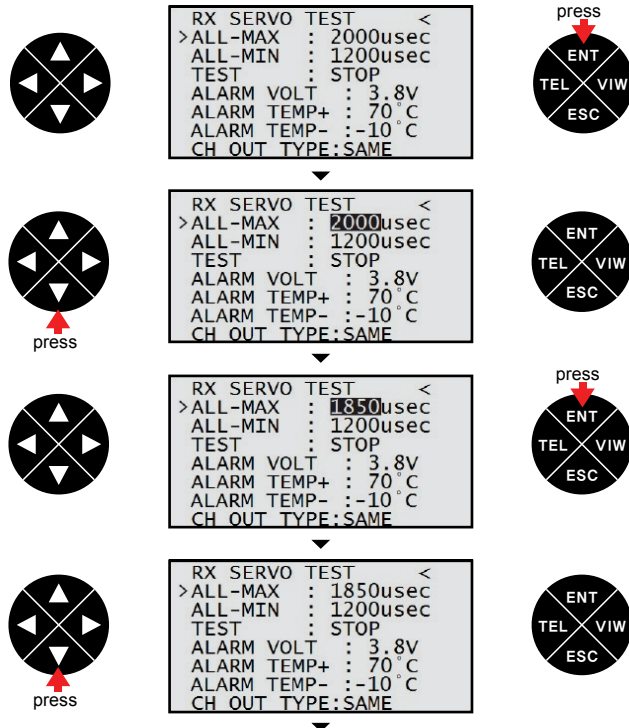 press
RX SERVO TEST <
>ALL-MAX : 2000usec
ALL-MIN : 1200usec
TEST : STOP
ALARM VOLT : 3.8V
ALARM TEMP+ : 70°C
ALARM TEMP- :-10°C
CH OUT TYPE:SAME
ENT
TEL VIW
ESC
RX SERVO TEST <
>ALL-MAX : 2000usec
ALL-MIN : 1200usec
TEST : STOP
ALARM VOLT : 3.8V
ALARM TEMP+ : 70°C
ALARM TEMP- :-10°C
CH OUT TYPE:SAME
ENT
TEL VIW
ESC
press
press
RX SERVO TEST <
>ALL-MAX : 1850usec
ALL-MIN : 1200usec
TEST : STOP
ALARM VOLT : 3.8V
ALARM TEMP+ : 70°C
ALARM TEMP- :-10°C
CH OUT TYPE:SAME
ENT
TEL VIW
ESC
RX SERVO TEST <
>ALL-MAX : 1850usec
ALL-MIN : 1200usec
TEST : STOP
ALARM VOLT : 3.8V
ALARM TEMP+ : 70°C
ALARM TEMP- :-10°C
CH OUT TYPE:SAME
ENT
TEL VIW
ESC
press